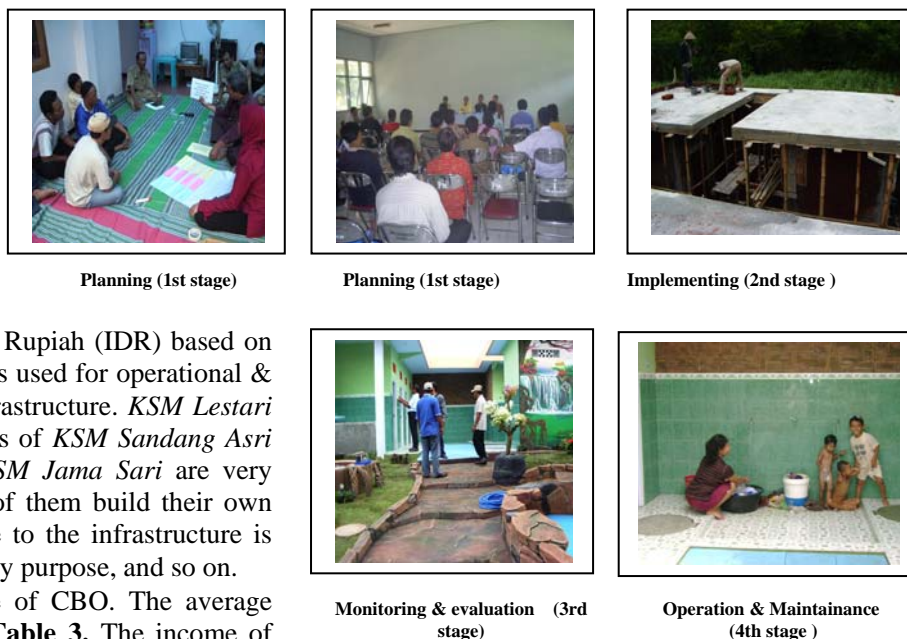 Planning (1st stage)
Planning (1st stage)
Implementing (2nd stage )
Rupiah (IDR) based on
s used for operational &
rastructure. KSM Lestari
s of KSM Sandang Asri
SM Jama Sari are very
of them build their own
e to the infrastructure is
y purpose, and so on.
e of CBO. The average
Table 3. The income of
Monitoring & evaluation (3rd
stage)
Operation & Maintainance
(4th stage )